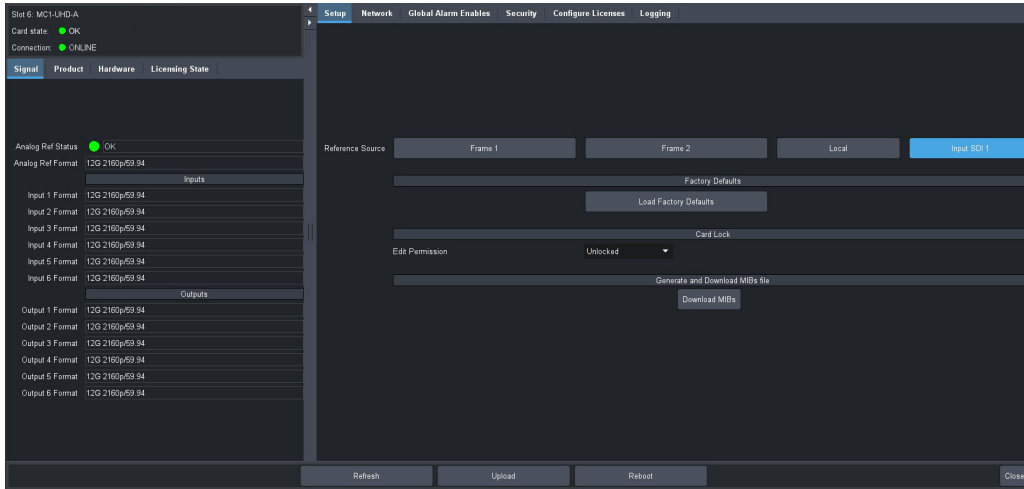 Slot 6: MC1-UHD-A
Card state: OK
Connection: ONLINE
Signal Product Hardware Licensing State
Analog Ref Status OK
Analog Ref Format 12G 2160p/59.94
Inputs
Input 1 Format 12G 2160p/59.94
Input 2 Format 12G 2160p/59.94
Input 3 Format 12G 2160p/59.94
Input 4 Format 12G 2160p/59.94
Input 5 Format 12G 2160p/59.94
Input 6 Format 12G 2160p/59.94
Outputs
Output 1 Format 12G 2160p/59.94
Output 2 Format 12G 2160p/59.94
Output 3 Format 12G 2160p/59.94
Output 4 Format 12G 2160p/59.94
Output 5 Format 12G 2160p/59.94
Output 6 Format 12G 2160p/59.94
Setup Network Global Alarm Enables Security Configure Licenses Logging
Reference Source Frame 1 Frame 2 Local Input SDI 1
Factory Defaults
Load Factory Defaults
Card Lock
Edit Permission Unlocked
Generate and Download MIBs file
Download MIBs
Refresh Upload Reboot Close